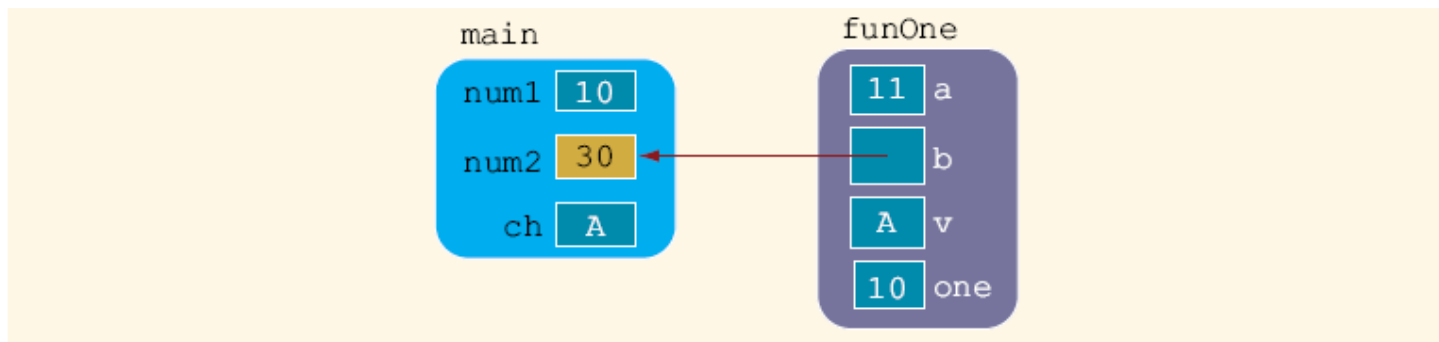 main
num1 10
num2 30
ch A
funOne
11 a
b
A v
10 one